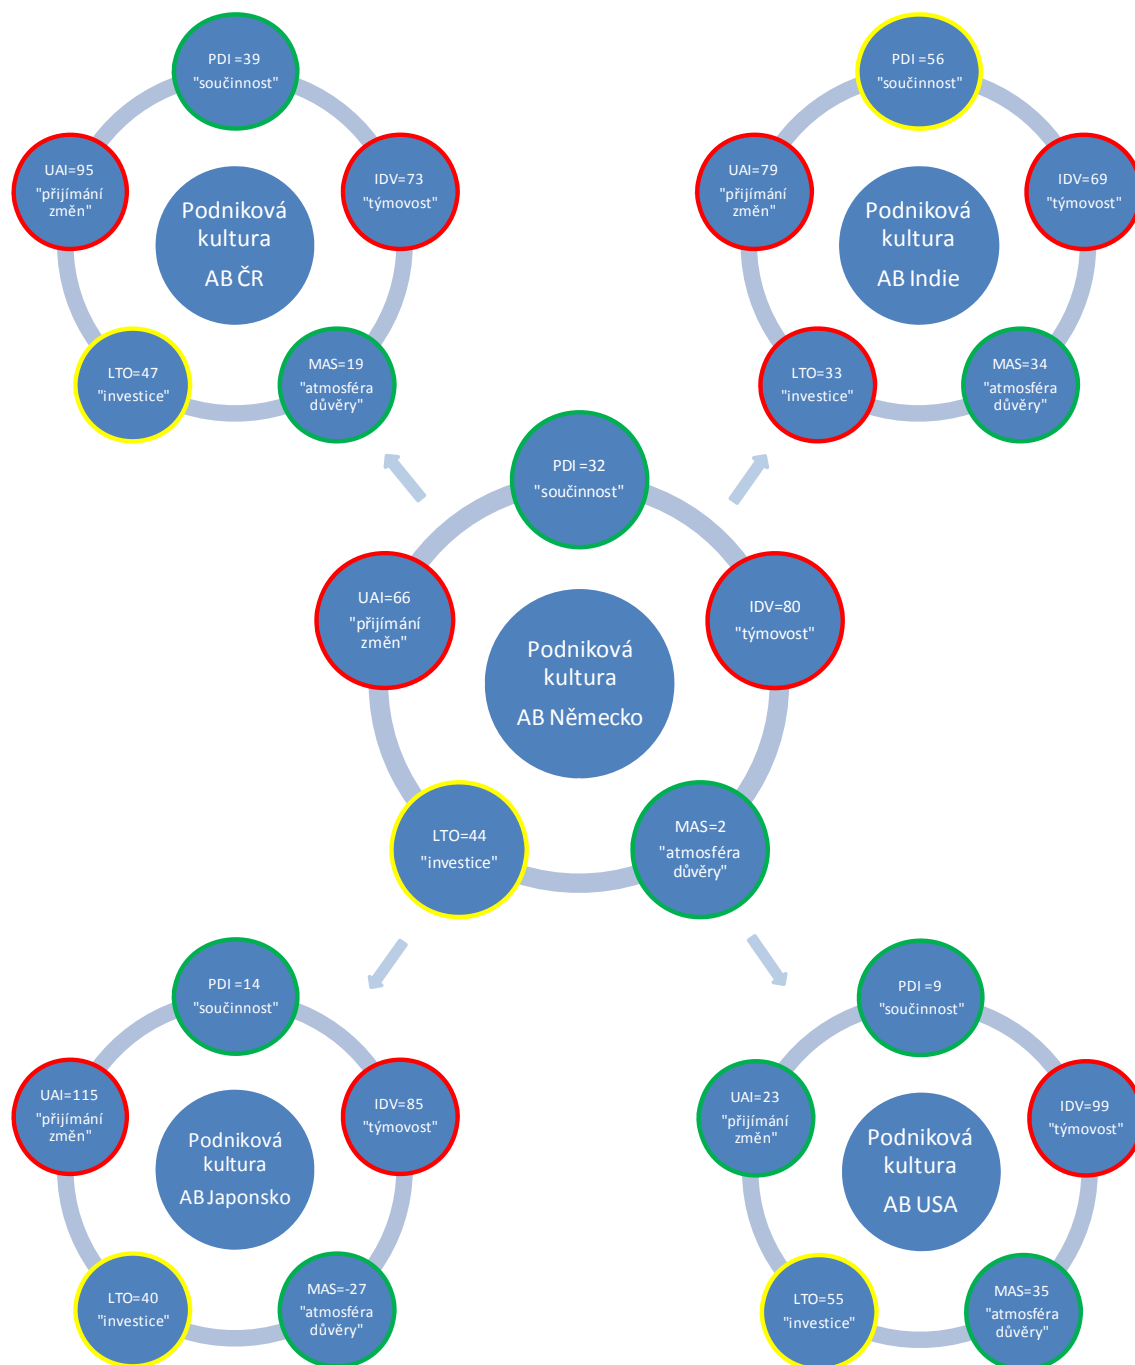 PDI =39
"součinnost"
UAI=95
"přijímání
změn"
IDV=73
"týmovost"
Podniková
kultura
AB ČR
LTO=47
"investice"
MAS=19
"atmosféra
důvěry"
PDI =56
"součinnost"
UAI=79
"přijímání
změn"
IDV=69
"týmovost"
Podniková
kultura
AB Indie
LTO=33
"investice"
MAS=34
"atmosféra
důvěry"
PDI =32
"součinnost"
UAI=66
"přijímání
změn"
IDV=80
"týmovost"
Podniková
kultura
AB Německo
LTO=44
"investice"
MAS=2
"atmosféra
důvěry"
PDI =14
"součinnost"
UAI=115
"přijímání
změn"
IDV=85
"týmovost"
Podniková
kultura
AB Japonsko
LTO=40
"investice"
MAS=-27
"atmosféra
důvěry"
PDI =9
"součinnost"
UAI=23
"přijímání
změn"
IDV=99
"týmovost"
Podniková
kultura
AB USA
LTO=55
"investice"
MAS=35
"atmosféra
důvěry"